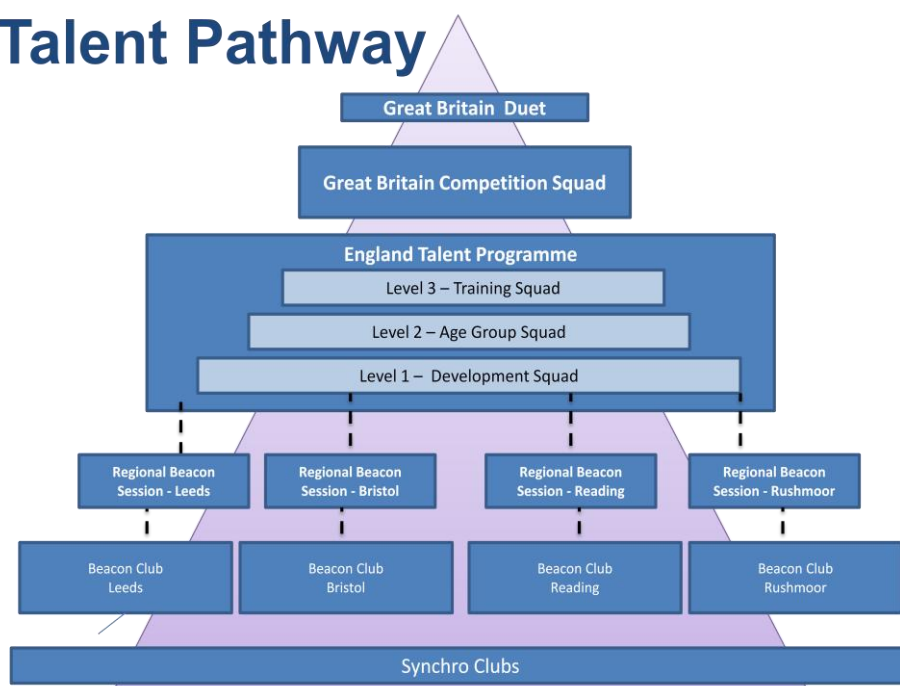 Talent Pathway
Great Britain Duet
Great Britain Competition Squad
England Talent Programme
Level 3 – Training Squad
Level 2 – Age Group Squad
Level 1 – Development Squad
Regional Beacon
Session - Leeds
Regional Beacon
Session - Bristol
Regional Beacon
Session - Reading
Regional Beacon
Session - Rushmoor
Beacon Club
Leeds
Beacon Club
Bristol
Beacon Club
Reading
Beacon Club
Rushmoor
Synchro Clubs